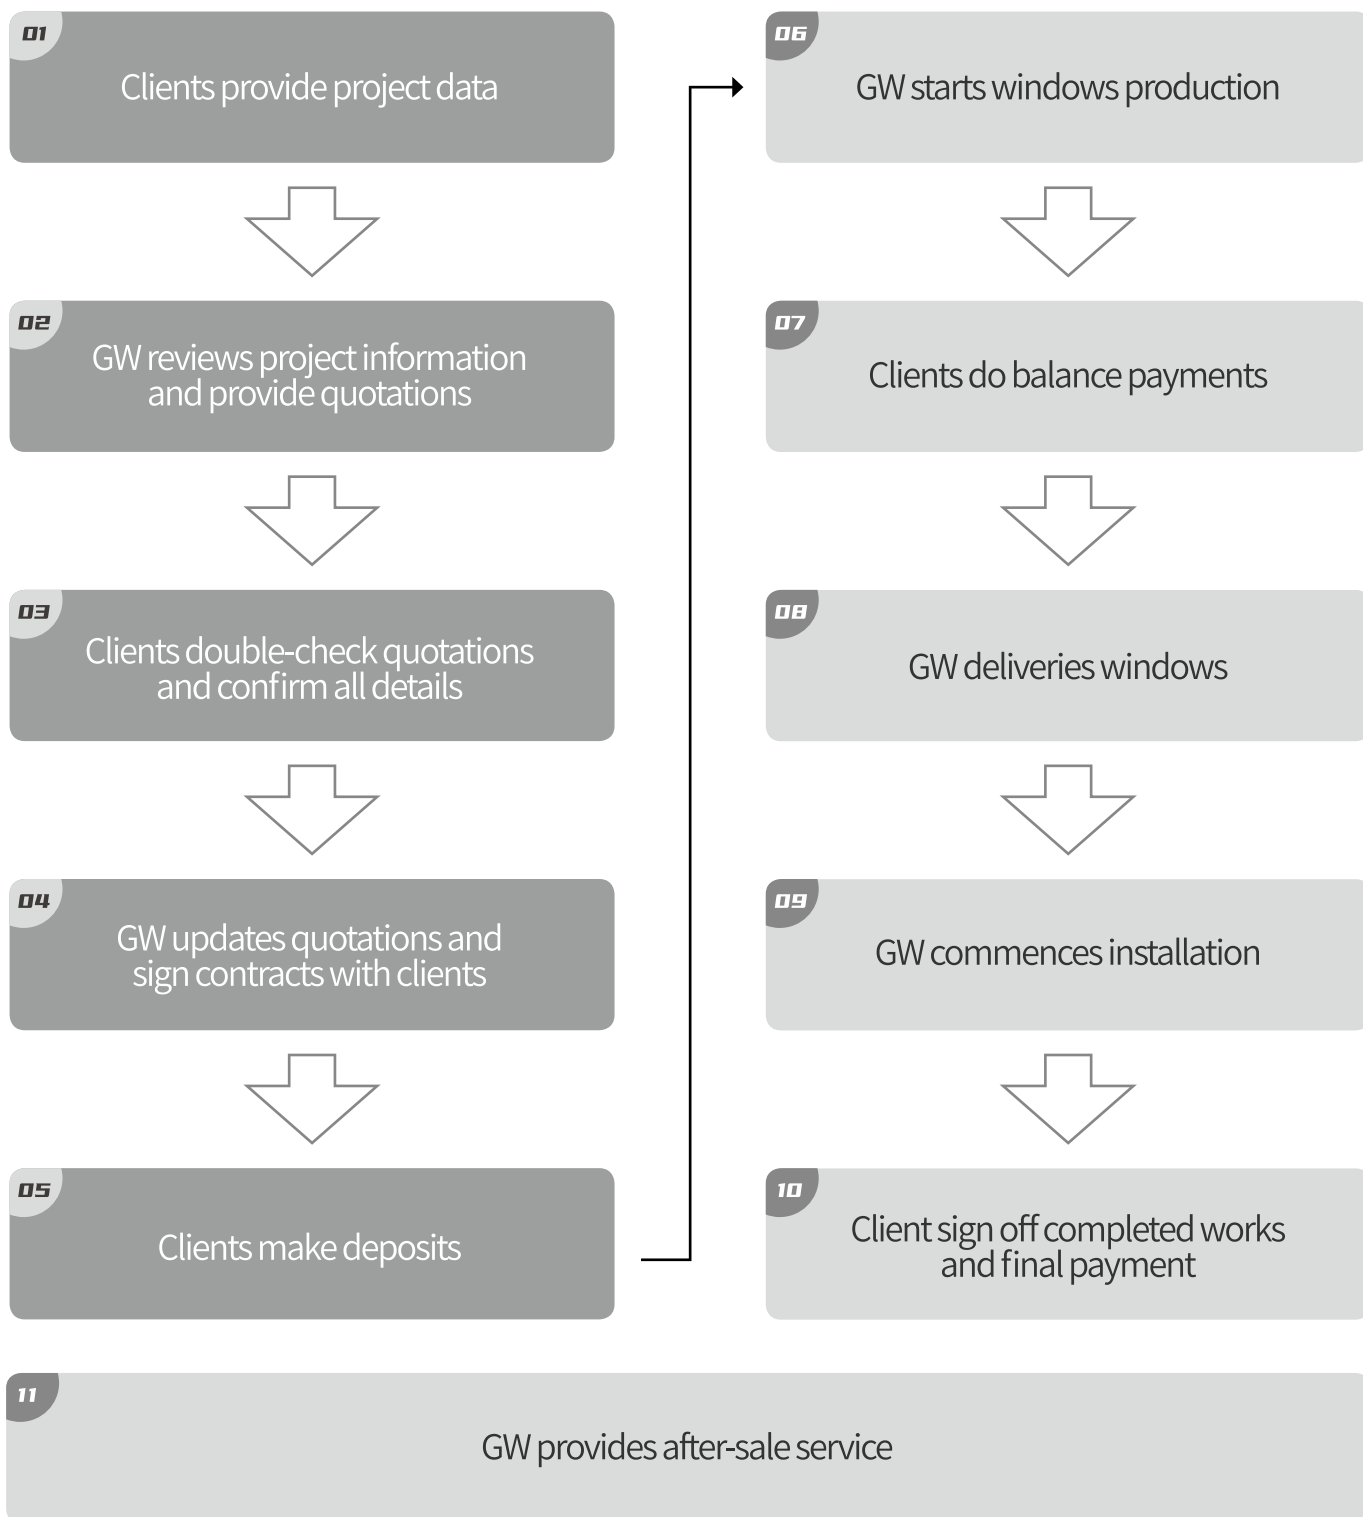 01
Clients provide project data
02
GW reviews project information
and provide quotations
03
Clients double-check quotations
and confirm all details
04
GW updates quotations and
sign contracts with clients
05
Clients make deposits
06
GW starts windows production
07
Clients do balance payments
08
GW deliveries windows
09
GW commences installation
10
Client sign off completed works
and final payment
11
GW provides after-sale service